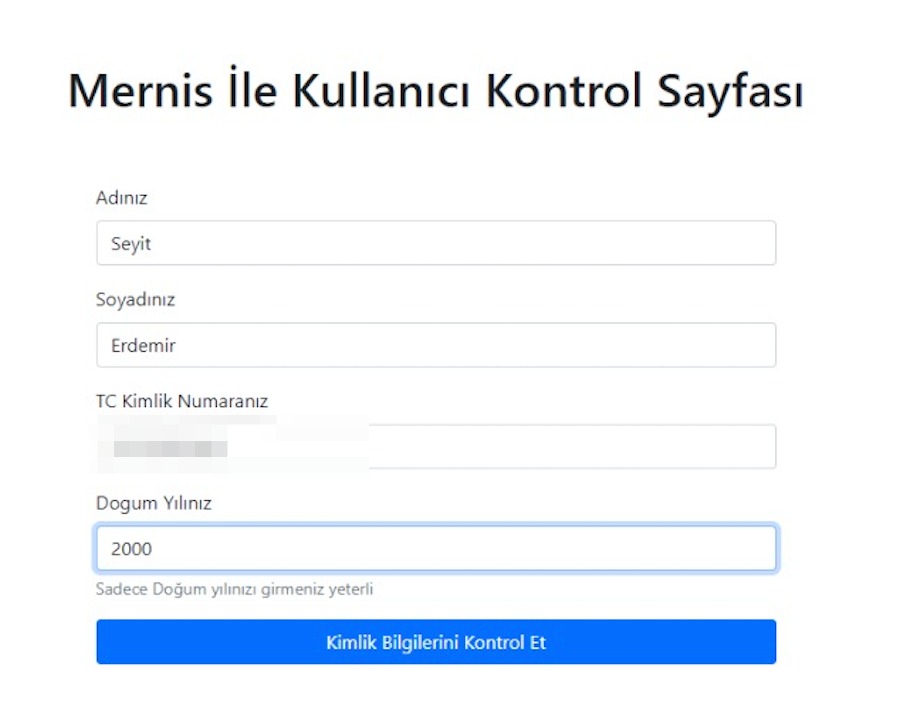 Mernis İle Kullanıcı Kontrol Sayfası
Adınız
Seyit
Soyadınız
Erdemir
TC Kimlik Numaranız
Dogum Yılınız
2000
Sadece Doğum yılınızı girmeniz yeterli
Kimlik Bilgilerini Kontrol Et